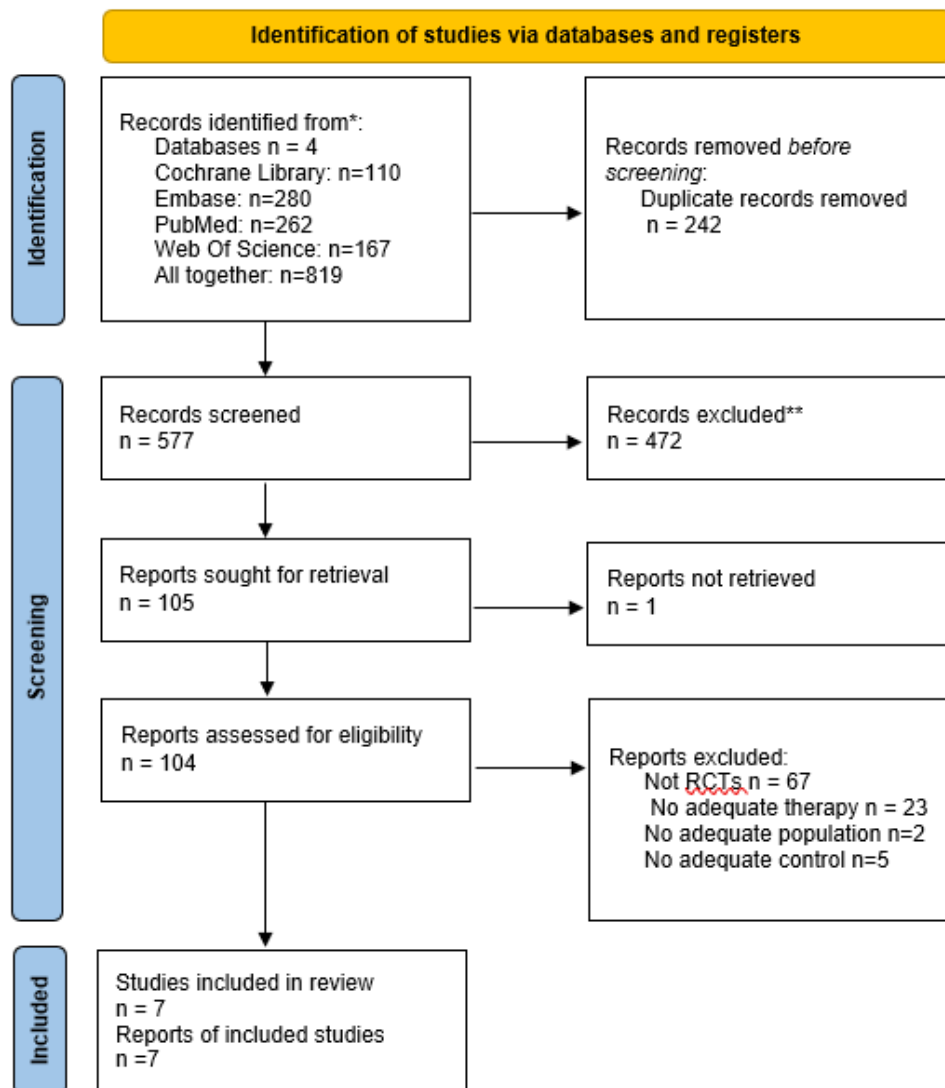 Identification of studies via databases and registers
Identification
Records identified from*:
Databases n = 4
Cochrane Library: n=110
Embase: n=280
PubMed: n=262
Web Of Science: n=167
All together: n=819
Records removed before
screening:
Duplicate records removed
n = 242
Screening
Records screened
n = 577
Records excluded**
n = 472
Reports sought for retrieval
n = 105
Reports not retrieved
n = 1
Reports assessed for eligibility
n = 104
Reports excluded:
Not RCTs n = 67
No adequate therapy n = 23
No adequate population n=2
No adequate control n=5
Included
Studies included in review
n = 7
Reports of included studies
n =7